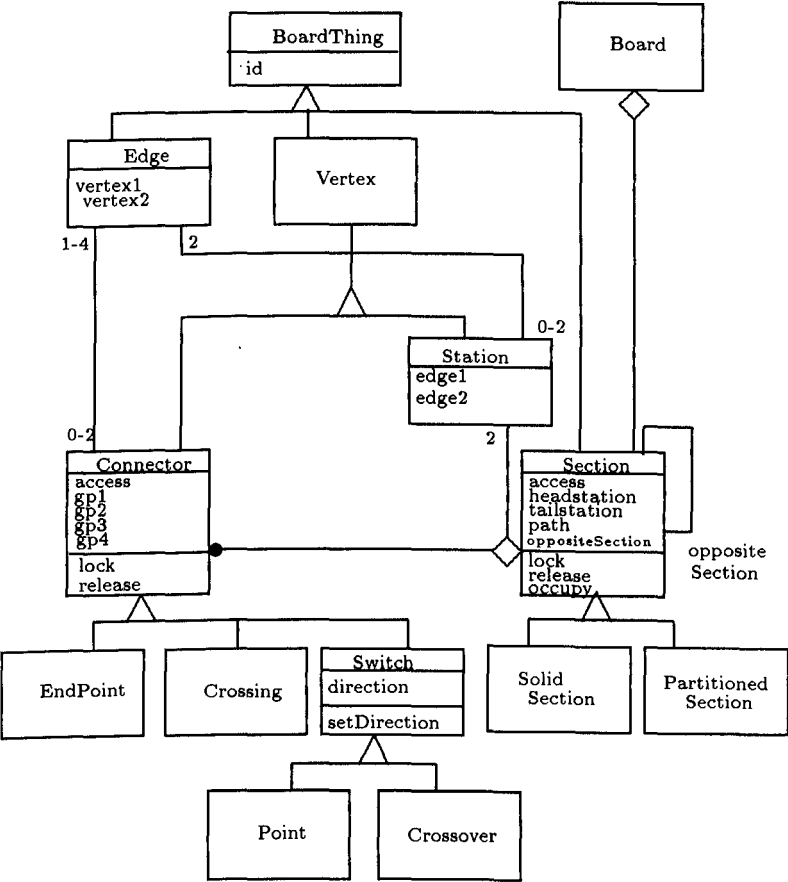 BoardThing
id
Board
Edge
vertex1
vertex2
Vertex
1-4
2
0-2
Station
edge1
edge2
2
0-2
Connector
access
gp1
gp2
gp3
gp4
lock
release
Section
access
headstation
tailstation
path
oppositeSection
lock
release
occupy
opposite
Section
EndPoint
Crossing
Switch
direction
setDirection
Solid
Section
Partitioned
Section
Point
Crossover